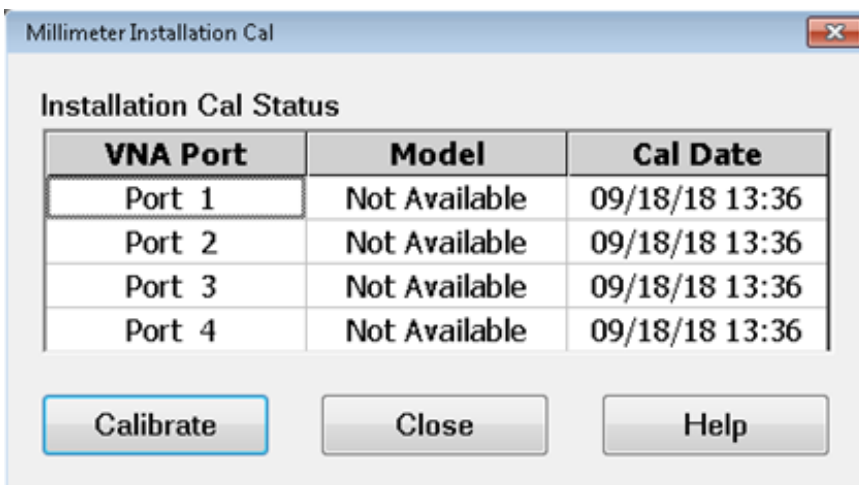 Millimeter Installation Cal
Installation Cal Status
VNA Port Model Cal Date
Port 1 Not Available 09/18/18 13:36
Port 2 Not Available 09/18/18 13:36
Port 3 Not Available 09/18/18 13:36
Port 4 Not Available 09/18/18 13:36
Calibrate Close Help